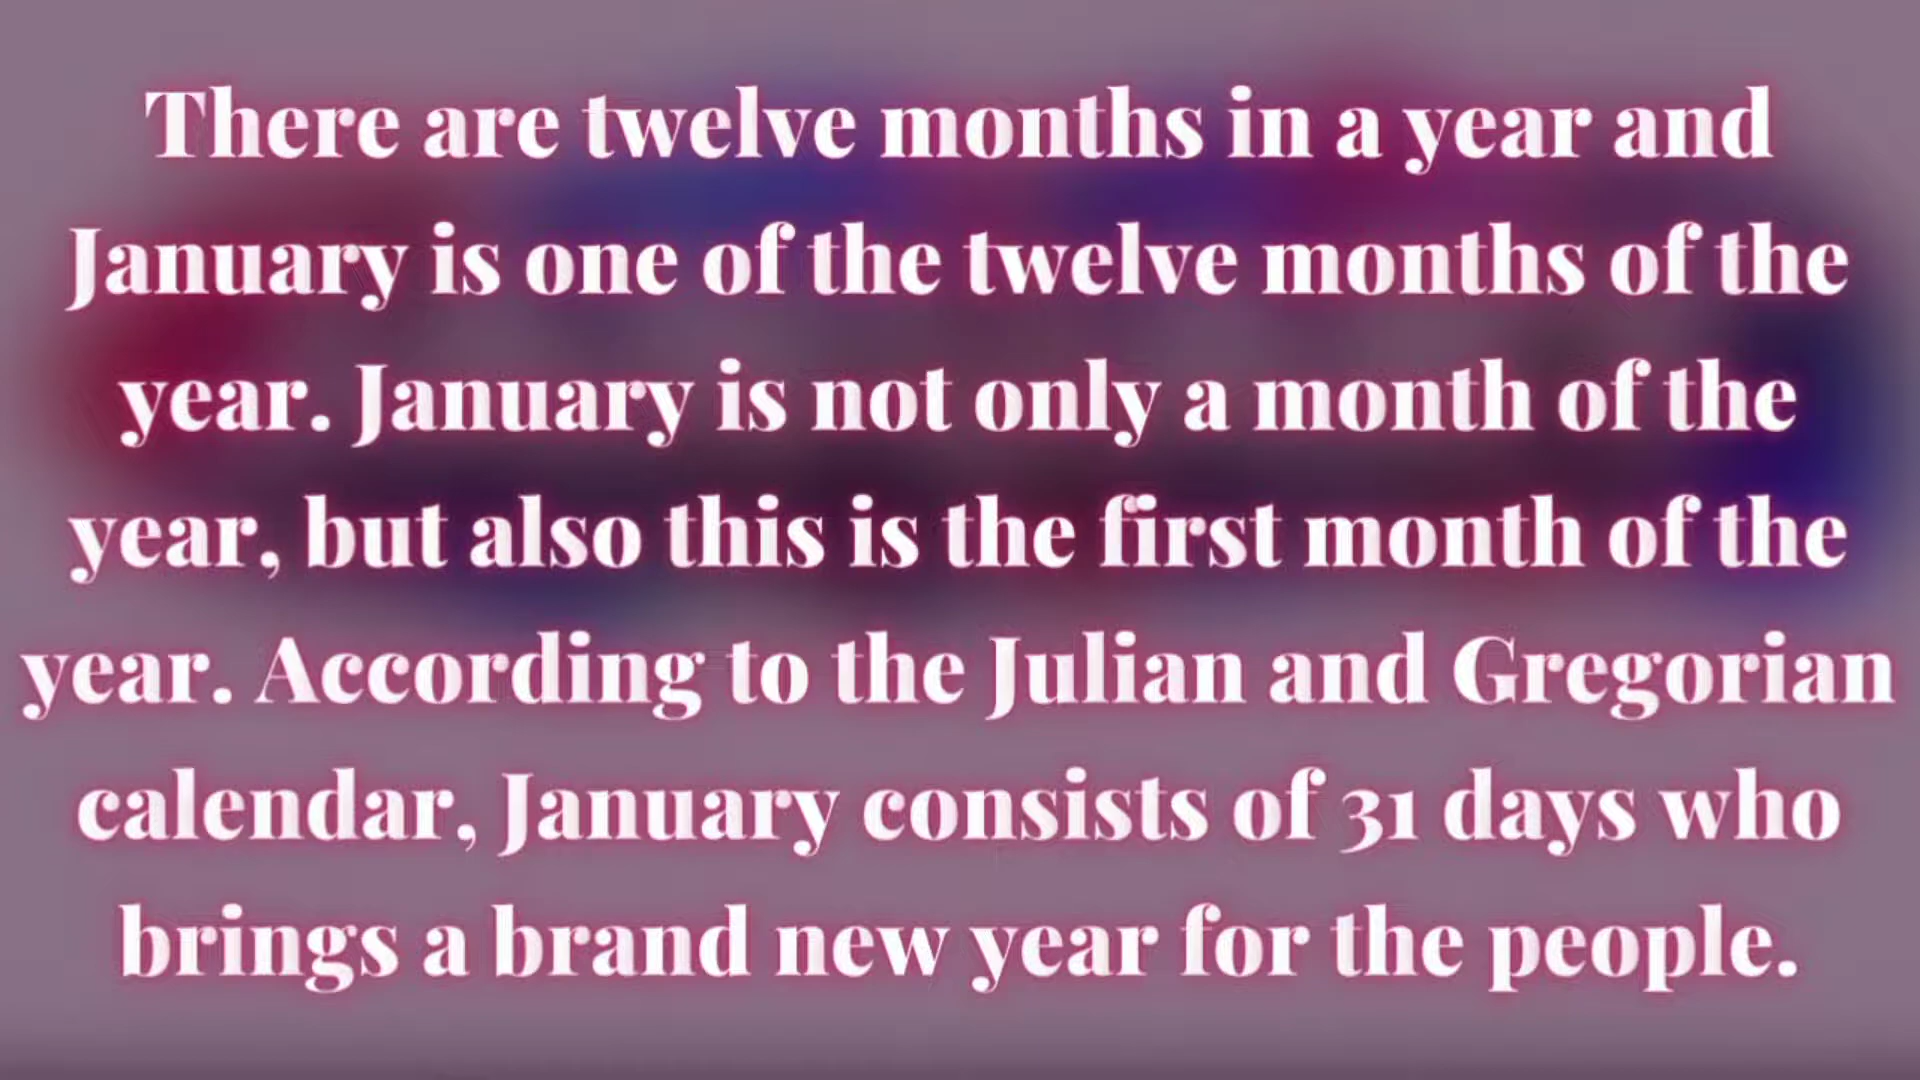 There are twelve months in a year and
January is one of the twelve months of the
year. January is not only a month of the
year, but also this is the first month of the
year. According to the Julian and Gregorian
calendar, January consists of 31 days who
brings a brand new year for the people.